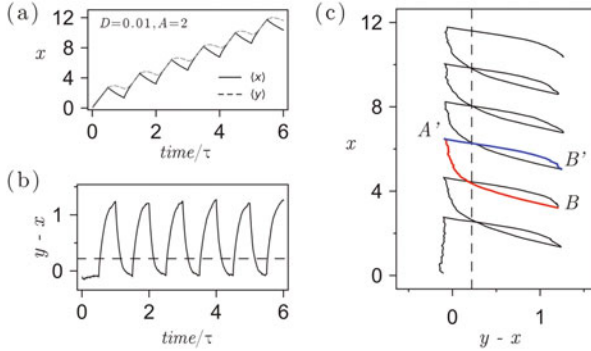 (a)
x
12
8
4
0
D=0.01, A=2
⟨x⟩
⟨y⟩
0 2 4 6
time/τ
(b)
y - x
1
0
0 2 4 6
time/τ
(c)
x
12
8
4
0
A'
B'
B
0 1
y - x